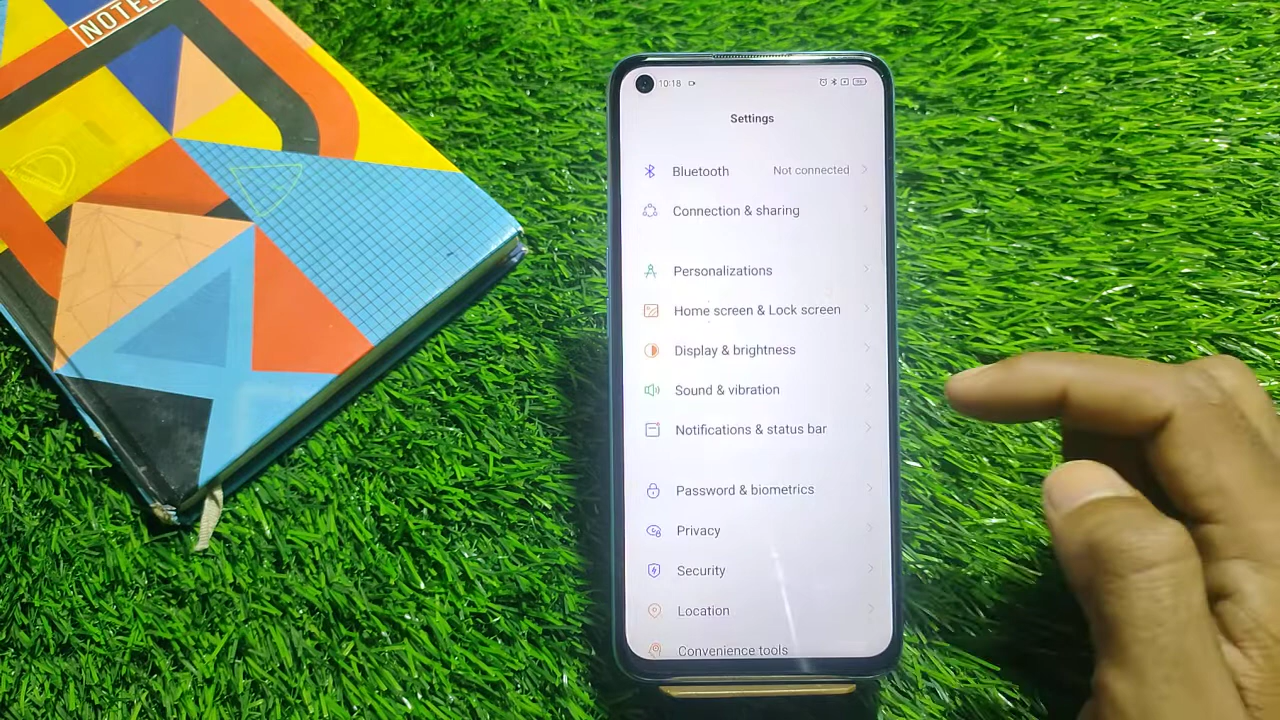 10:18
Settings
Bluetooth Not connected
Connection & sharing
Personalizations
Home screen & Lock screen
Display & brightness
Sound & vibration
Notifications & status bar
Password & biometrics
Privacy
Security
Location
Convenience tools